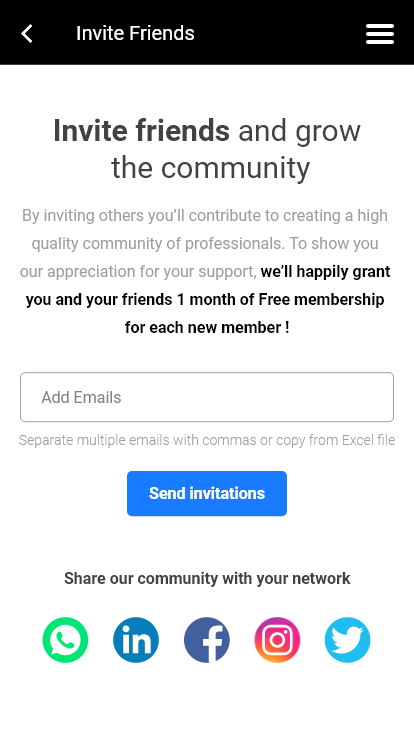 Invite Friends
Invite friends and grow
the community
By inviting others you’ll contribute to creating a high
quality community of professionals. To show you
our appreciation for your support, we’ll happily grant
you and your friends 1 month of Free membership
for each new member !
Add Emails
Separate multiple emails with commas or copy from Excel file
Send invitations
Share our community with your network
in